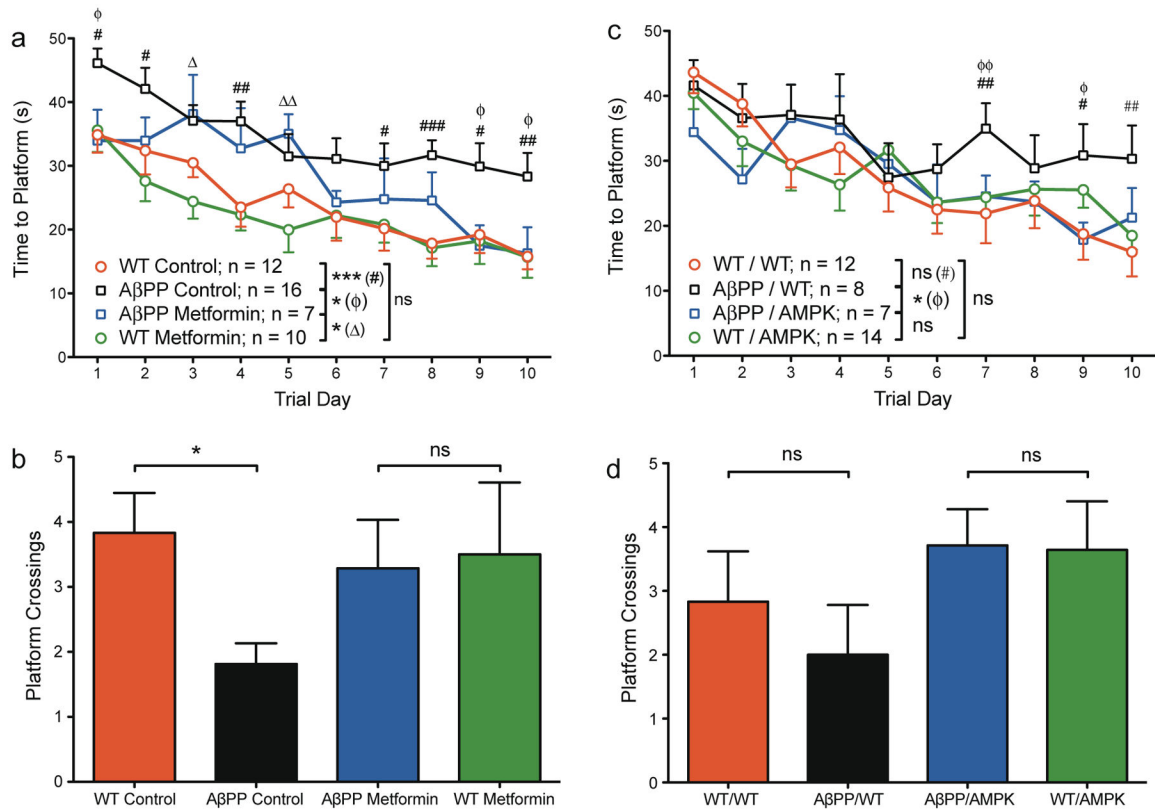 a
ϕ
ϕ ϕ
# # Δ ## ΔΔ # ### # ##
50
40
30
20
10
0
Time to Platform (s)
WT Control; n = 12
AβPP Control; n = 16
AβPP Metformin; n = 7
WT Metformin; n = 10
*** (#)
* (ϕ)
* (Δ)
ns
1 2 3 4 5 6 7 8 9 10
Trial Day
c
ϕϕ ϕ
## # ##
50
40
30
20
10
0
Time to Platform (s)
WT / WT; n = 12
AβPP / WT; n = 8
AβPP / AMPK; n = 7
WT / AMPK; n = 14
ns (#)
* (ϕ)
ns
ns
1 2 3 4 5 6 7 8 9 10
Trial Day
b
* ns
5
4
3
2
1
0
Platform Crossings
WT Control AβPP Control AβPP Metformin WT Metformin
d
ns ns
5
4
3
2
1
0
Platform Crossings
WT/WT AβPP/WT AβPP/AMPK WT/AMPK